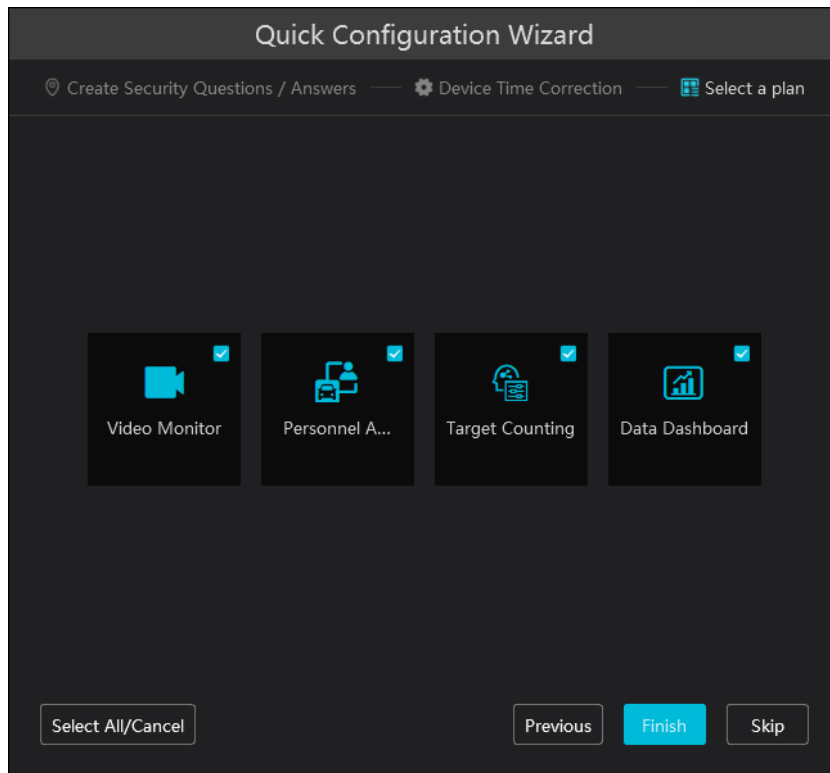 Quick Configuration Wizard
Create Security Questions / Answers
Device Time Correction
Select a plan
Video Monitor
Personnel A...
Target Counting
Data Dashboard
Select All/Cancel
Previous
Finish
Skip